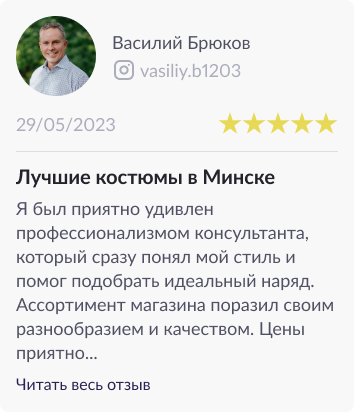 Василий Брюков
vasiliy.b1203
29/05/2023
Лучшие костюмы в Минске
Я был приятно удивлен
профессионализмом консультанта,
который сразу понял мой стиль и
помог подобрать идеальный наряд.
Ассортимент магазина поразил своим
разнообразием и качеством. Цены
приятно...
Читать весь отзыв